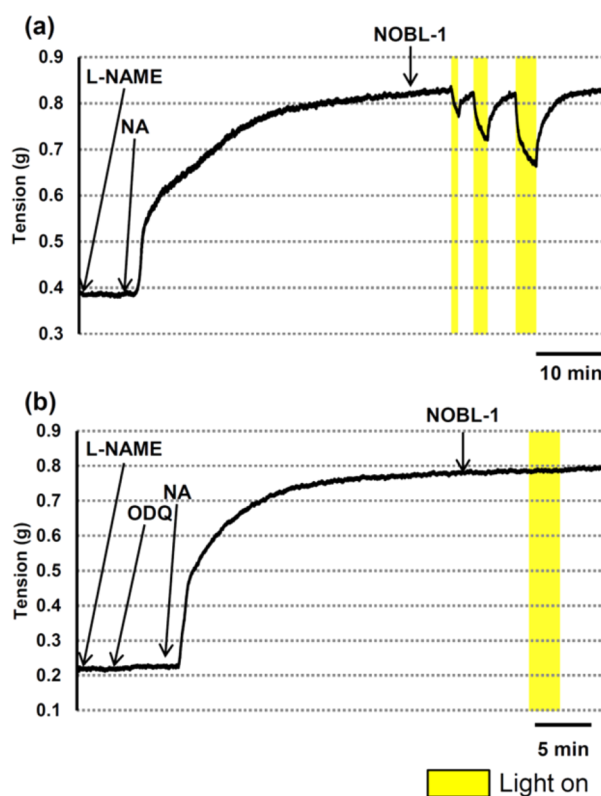 (a)
NOBL-1
0.9
L-NAME
0.8
NA
0.7
Tension (g)
0.6
0.5
0.4
0.3
10 min
(b)
NOBL-1
0.9
L-NAME
0.8
NA
0.7
ODQ
0.6
Tension (g)
0.5
0.4
0.3
0.2
0.1
5 min
Light on